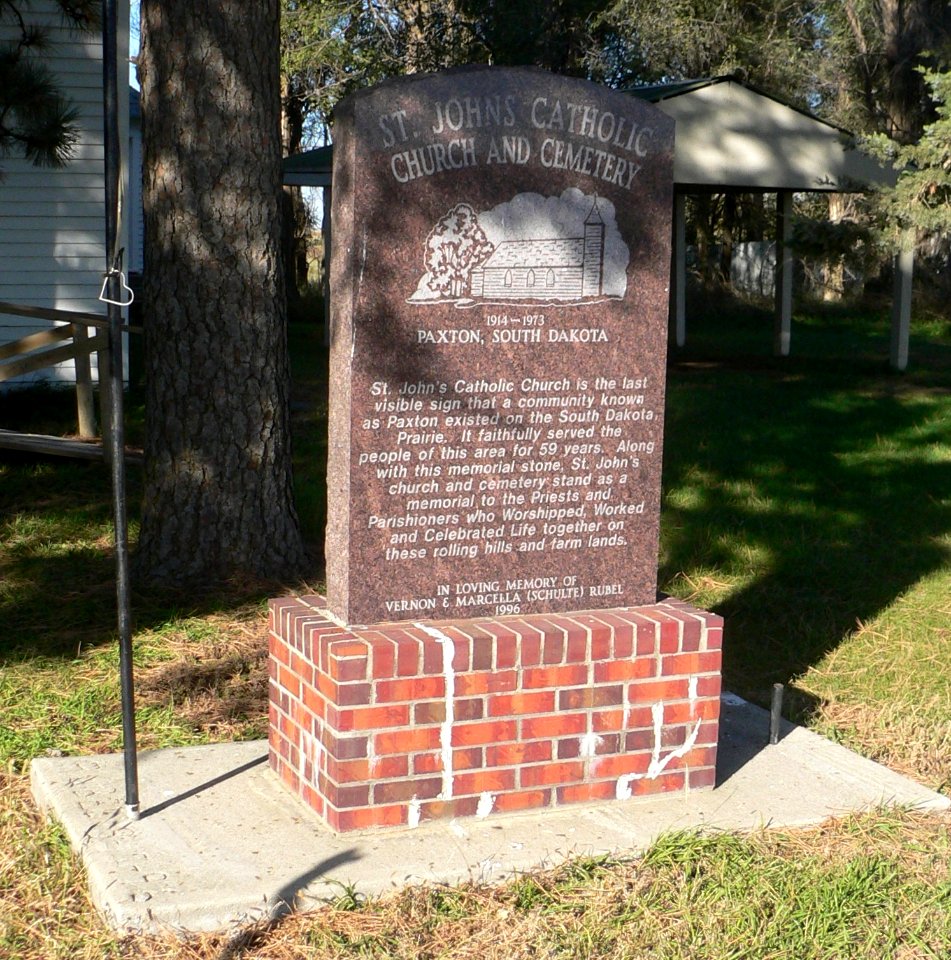 ST. JOHNS CATHOLIC
CHURCH AND CEMETERY
1914 – 1973
PAXTON, SOUTH DAKOTA
St. John's Catholic Church is the last
visible sign that a community known
as Paxton existed on the South Dakota
Prairie. It faithfully served the
people of this area for 59 years. Along
with this memorial stone, St. John's
church and cemetery stand as a
memorial to the Priests and
Parishioners who Worshipped, Worked
and Celebrated Life together on
these rolling hills and farm lands.
IN LOVING MEMORY OF
VERNON & MARCELLA (SCHULTE) RUBEL
1996